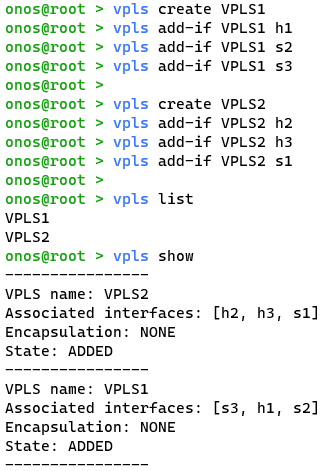 onos@root > vpls create VPLS1
onos@root > vpls add-if VPLS1 h1
onos@root > vpls add-if VPLS1 s2
onos@root > vpls add-if VPLS1 s3
onos@root >
onos@root > vpls create VPLS2
onos@root > vpls add-if VPLS2 h2
onos@root > vpls add-if VPLS2 h3
onos@root > vpls add-if VPLS2 s1
onos@root >
onos@root > vpls list
VPLS1
VPLS2
onos@root > vpls show
----------------
VPLS name: VPLS2
Associated interfaces: [h2, h3, s1]
Encapsulation: NONE
State: ADDED
----------------
VPLS name: VPLS1
Associated interfaces: [s3, h1, s2]
Encapsulation: NONE
State: ADDED
----------------